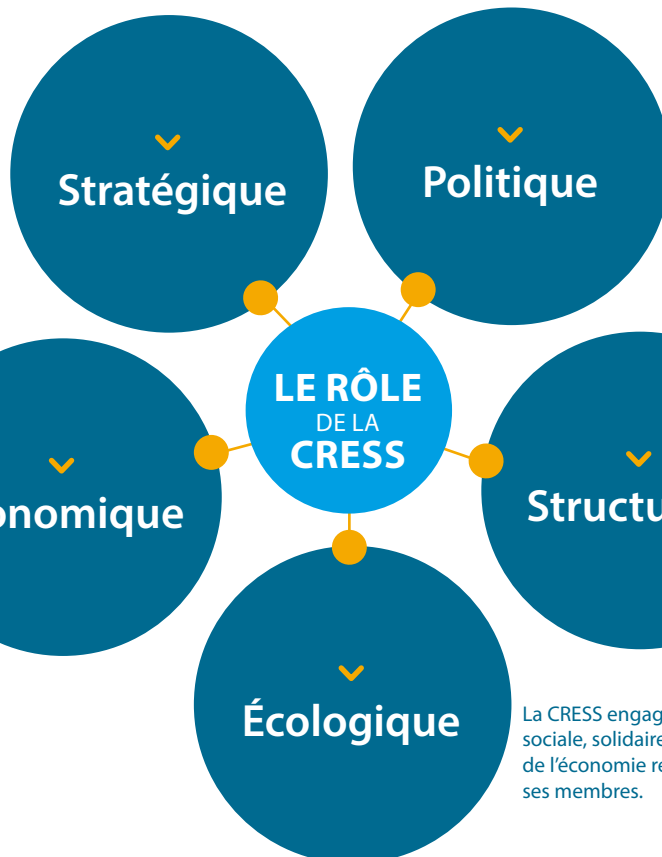 Stratégique
Politique
LE RÔLE
DE LA
CRESS
onomique
Structu
Écologique
La CRESS engag
sociale, solidaire
de l'économie re
ses membres.